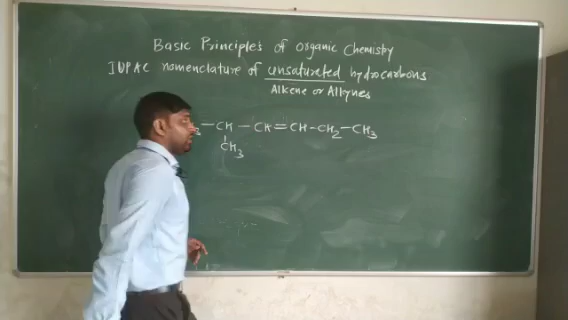 Basic Principles of Organic Chemistry
IUPAC nomenclature of unsaturated hydrocarbons
Alkene or Alkynes
3 — CH — CH = CH - CH2 — CH3
CH3